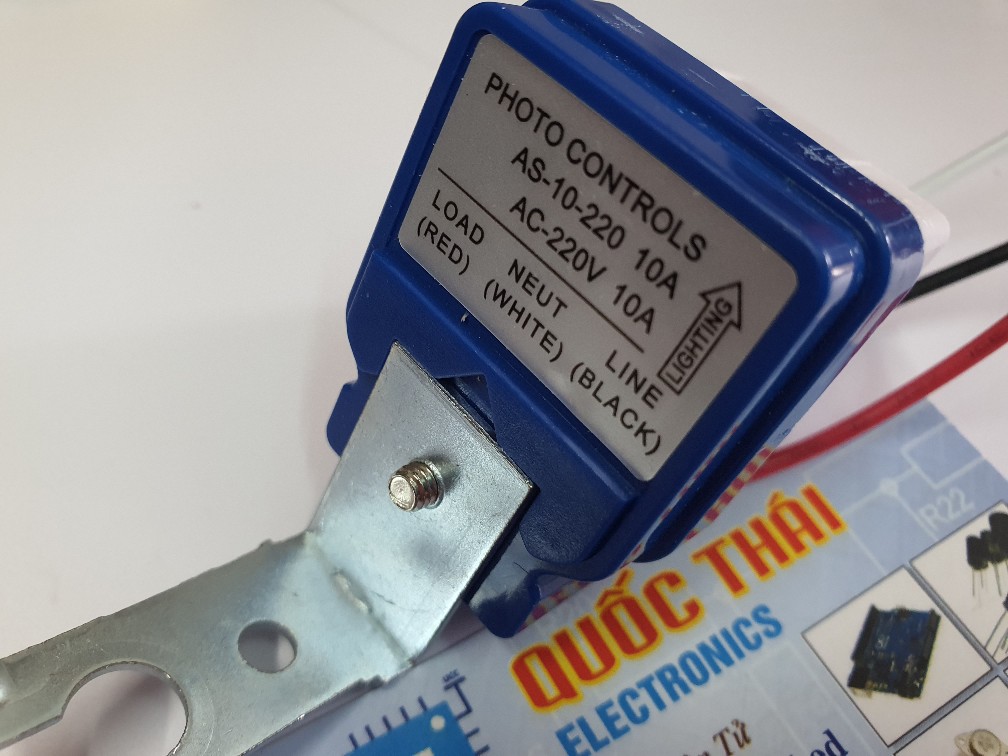 PHOTO CONTROLS
AS-10-220 10A
AC-220V 10A
LOAD NEUT LINE
(RED) (WHITE) (BLACK)
LIGHTING
R22
QUỐC THÁI
ELECTRONICS
Tử